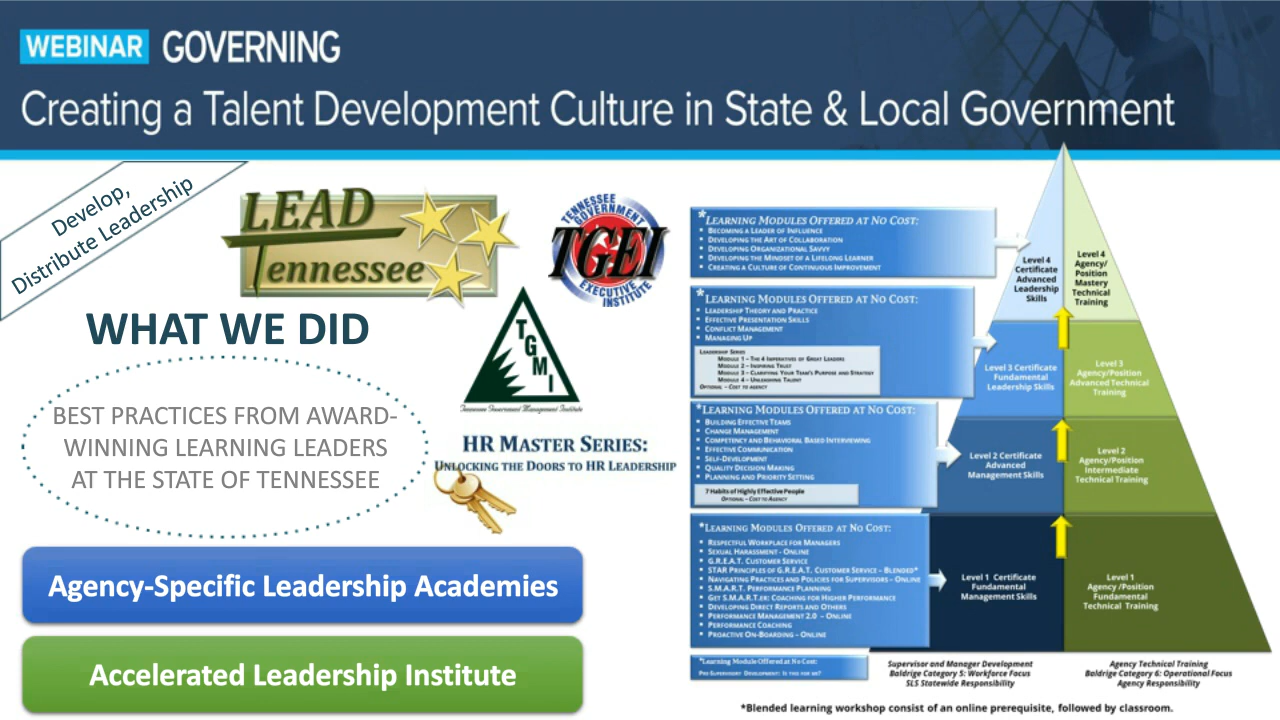 WEBINAR GOVERNING
Creating a Talent Development Culture in State & Local Government
Develop,
Distribute Leadership
LEAD
Tennessee
TENNESSEE
GOVERNMENT
TGEI
EXECUTIVE
INSTITUTE
WHAT WE DID
TGMI
Tennessee Government Management Institute
BEST PRACTICES FROM AWARD-
WINNING LEARNING LEADERS
AT THE STATE OF TENNESSEE
HR MASTER SERIES:
UNLOCKING THE DOORS TO HR LEADERSHIP
Agency-Specific Leadership Academies
Accelerated Leadership Institute
*LEARNING MODULES OFFERED AT NO COST:
▪ BECOMING A LEADER OF INFLUENCE
▪ DEVELOPING THE ART OF COLLABORATION
▪ DEVELOPING ORGANIZATIONAL SAVVY
▪ DEVELOPING THE MINDSET OF A LIFELONG LEARNER
▪ CREATING A CULTURE OF CONTINUOUS IMPROVEMENT
Level 4
Certificate
Advanced
Leadership
Skills
Level 4
Agency/
Position
Mastery
Technical
Training
*LEARNING MODULES OFFERED AT NO COST:
▪ LEADERSHIP THEORY AND PRACTICE
▪ EFFECTIVE PRESENTATION SKILLS
▪ CONFLICT MANAGEMENT
▪ MANAGING UP
LEADERSHIP SERIES
MODULE 1 – THE 4 IMPERATIVES OF GREAT LEADERS
MODULE 2 – INSPIRING TRUST
MODULE 3 – CLARIFYING YOUR TEAM'S PURPOSE AND STRATEGY
MODULE 4 – UNLEASHING TALENT
OPTIONAL – COST TO AGENCY
Level 3 Certificate
Fundamental
Leadership Skills
Level 3
Agency/Position
Advanced Technical
Training
*LEARNING MODULES OFFERED AT NO COST:
▪ BUILDING EFFECTIVE TEAMS
▪ CHANGE MANAGEMENT
▪ COMPETENCY AND BEHAVIORAL BASED INTERVIEWING
▪ EFFECTIVE COMMUNICATION
▪ SELF-DEVELOPMENT
▪ QUALITY DECISION MAKING
▪ PLANNING AND PRIORITY SETTING
7 Habits of Highly Effective People
OPTIONAL – COST TO AGENCY
Level 2 Certificate
Advanced
Management Skills
Level 2
Agency/Position
Intermediate
Technical Training
*LEARNING MODULES OFFERED AT NO COST:
▪ RESPECTFUL WORKPLACE FOR MANAGERS
▪ SEXUAL HARASSMENT - ONLINE
▪ G.R.E.A.T. CUSTOMER SERVICE
▪ STAR PRINCIPLES OF G.R.E.A.T. CUSTOMER SERVICE – BLENDED*
▪ NAVIGATING PRACTICES AND POLICIES FOR SUPERVISORS – ONLINE
▪ S.M.A.R.T. PERFORMANCE PLANNING
▪ GET S.M.A.R.T.ER: COACHING FOR HIGHER PERFORMANCE
▪ DEVELOPING DIRECT REPORTS AND OTHERS
▪ PERFORMANCE MANAGEMENT 2.0 – ONLINE
▪ PERFORMANCE COACHING
▪ PROACTIVE ON-BOARDING – ONLINE
Level 1 Certificate
Fundamental
Management Skills
Level 1
Agency /Position
Fundamental
Technical Training
*Learning Module Offered at No Cost:
PRE-SUPERVISORY DEVELOPMENT: IS THIS FOR ME?
Supervisor and Manager Development
Baldrige Category 5: Workforce Focus
SLS Statewide Responsibility
Agency Technical Training
Baldrige Category 6: Operational Focus
Agency Responsibility
*Blended learning workshop consist of an online prerequisite, followed by classroom.